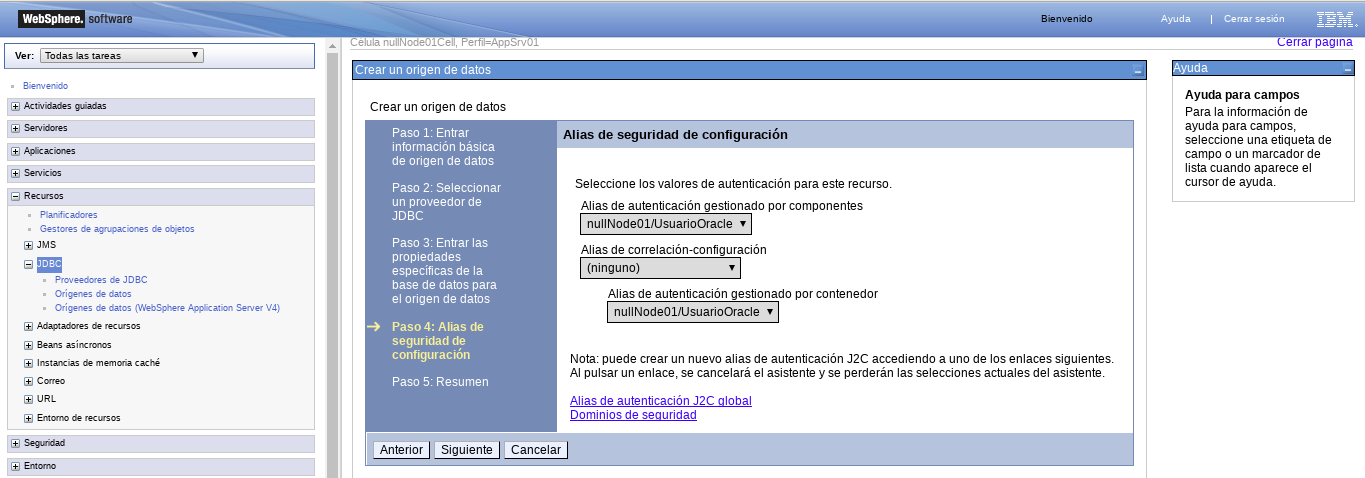 WebSphere. software
Bienvenido
Ayuda | Cerrar sesión
IBM.
Ver: Todas las tareas
Bienvenido
Actividades guiadas
Servidores
Aplicaciones
Servicios
Recursos
Planificadores
Gestores de agrupaciones de objetos
JMS
JDBC
Proveedores de JDBC
Orígenes de datos
Orígenes de datos (WebSphere Application Server V4)
Adaptadores de recursos
Beans asíncronos
Instancias de memoria caché
Correo
URL
Entorno de recursos
Seguridad
Entorno
Célula nullNode01Cell, Perfil=AppSrv01
Cerrar página
Crear un origen de datos
Crear un origen de datos
Paso 1: Entrar
información básica
de origen de datos
Paso 2: Seleccionar
un proveedor de
JDBC
Paso 3: Entrar las
propiedades
específicas de la
base de datos para
el origen de datos
Paso 4: Alias de
seguridad de
configuración
Paso 5: Resumen
Alias de seguridad de configuración
Seleccione los valores de autenticación para este recurso.
Alias de autenticación gestionado por componentes
nullNode01/UsuarioOracle
Alias de correlación-configuración
(ninguno)
Alias de autenticación gestionado por contenedor
nullNode01/UsuarioOracle
Nota: puede crear un nuevo alias de autenticación J2C accediendo a uno de los enlaces siguientes.
Al pulsar un enlace, se cancelará el asistente y se perderán las selecciones actuales del asistente.
Alias de autenticación J2C global
Dominios de seguridad
Anterior Siguiente Cancelar
Ayuda
Ayuda para campos
Para la información de
ayuda para campos,
seleccione una etiqueta de
campo o un marcador de
lista cuando aparece el
cursor de ayuda.